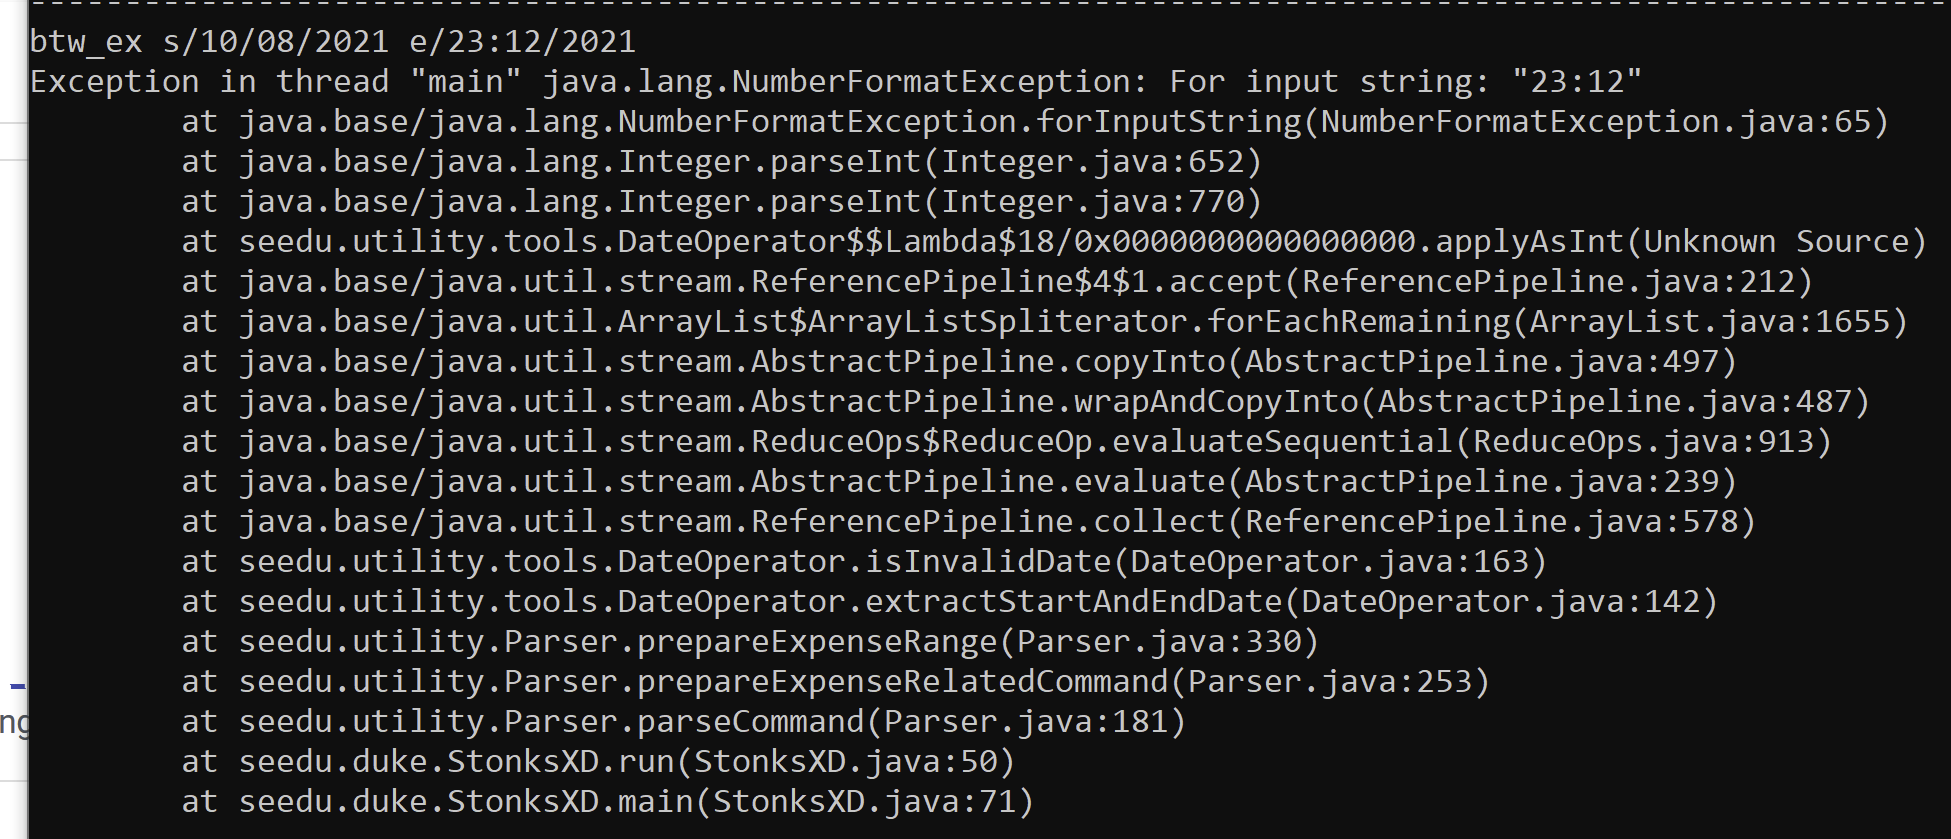 btw_ex s/10/08/2021 e/23:12/2021
Exception in thread "main" java.lang.NumberFormatException: For input string: "23:12"
at java.base/java.lang.NumberFormatException.forInputString(NumberFormatException.java:65)
at java.base/java.lang.Integer.parseInt(Integer.java:652)
at java.base/java.lang.Integer.parseInt(Integer.java:770)
at seedu.utility.tools.DateOperator$$Lambda$18/0x0000000000000000.applyAsInt(Unknown Source)
at java.base/java.util.stream.ReferencePipeline$4$1.accept(ReferencePipeline.java:212)
at java.base/java.util.ArrayList$ArrayListSpliterator.forEachRemaining(ArrayList.java:1655)
at java.base/java.util.stream.AbstractPipeline.copyInto(AbstractPipeline.java:497)
at java.base/java.util.stream.AbstractPipeline.wrapAndCopyInto(AbstractPipeline.java:487)
at java.base/java.util.stream.ReduceOps$ReduceOp.evaluateSequential(ReduceOps.java:913)
at java.base/java.util.stream.AbstractPipeline.evaluate(AbstractPipeline.java:239)
at java.base/java.util.stream.ReferencePipeline.collect(ReferencePipeline.java:578)
at seedu.utility.tools.DateOperator.isInvalidDate(DateOperator.java:163)
at seedu.utility.tools.DateOperator.extractStartAndEndDate(DateOperator.java:142)
at seedu.utility.Parser.prepareExpenseRange(Parser.java:330)
at seedu.utility.Parser.prepareExpenseRelatedCommand(Parser.java:253)
at seedu.utility.Parser.parseCommand(Parser.java:181)
at seedu.duke.StonksXD.run(StonksXD.java:50)
at seedu.duke.StonksXD.main(StonksXD.java:71)